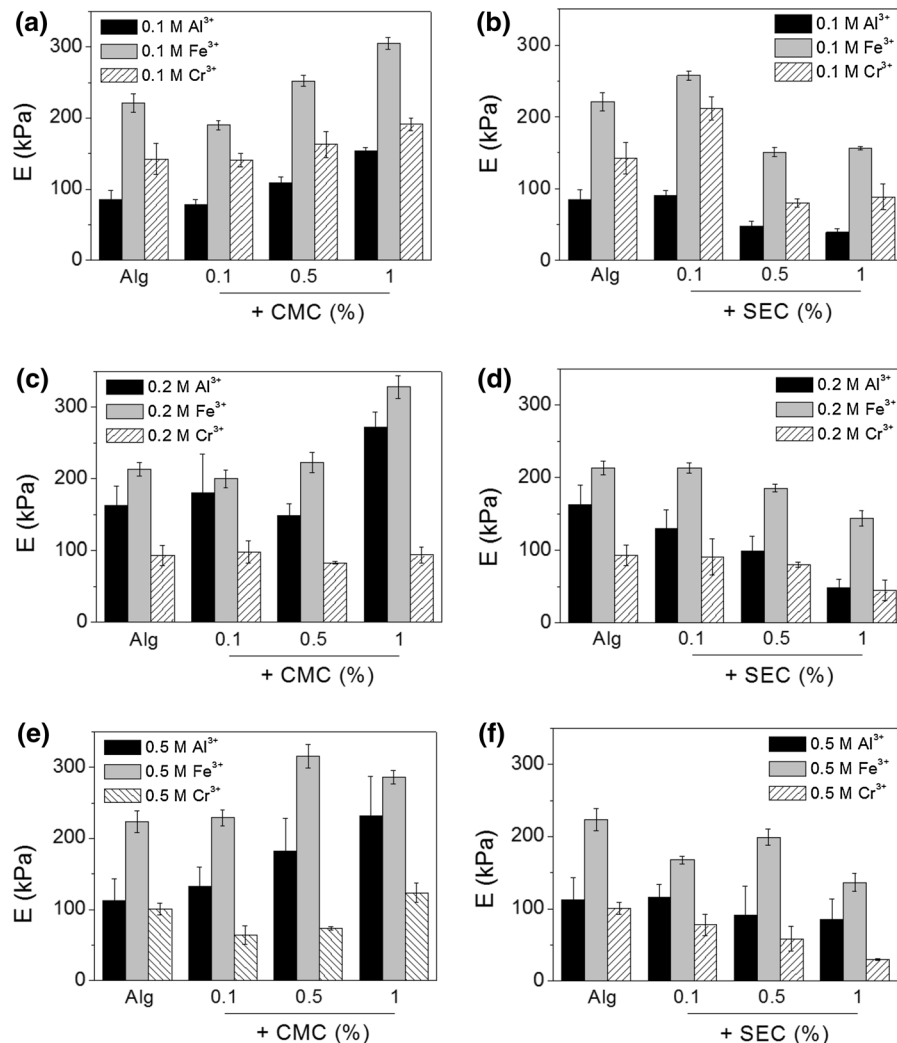 (a)
0.1 M Al³⁺
0.1 M Fe³⁺
0.1 M Cr³⁺
E (kPa)
300
200
100
0
Alg 0.1 0.5 1
+ CMC (%)
(b)
0.1 M Al³⁺
0.1 M Fe³⁺
0.1 M Cr³⁺
E (kPa)
300
200
100
0
Alg 0.1 0.5 1
+ SEC (%)
(c)
0.2 M Al³⁺
0.2 M Fe³⁺
0.2 M Cr³⁺
E (kPa)
300
200
100
0
Alg 0.1 0.5 1
+ CMC (%)
(d)
0.2 M Al³⁺
0.2 M Fe³⁺
0.2 M Cr³⁺
E (kPa)
300
200
100
0
Alg 0.1 0.5 1
+ SEC (%)
(e)
0.5 M Al³⁺
0.5 M Fe³⁺
0.5 M Cr³⁺
E (kPa)
300
200
100
0
Alg 0.1 0.5 1
+ CMC (%)
(f)
0.5 M Al³⁺
0.5 M Fe³⁺
0.5 M Cr³⁺
E (kPa)
300
200
100
0
Alg 0.1 0.5 1
+ SEC (%)